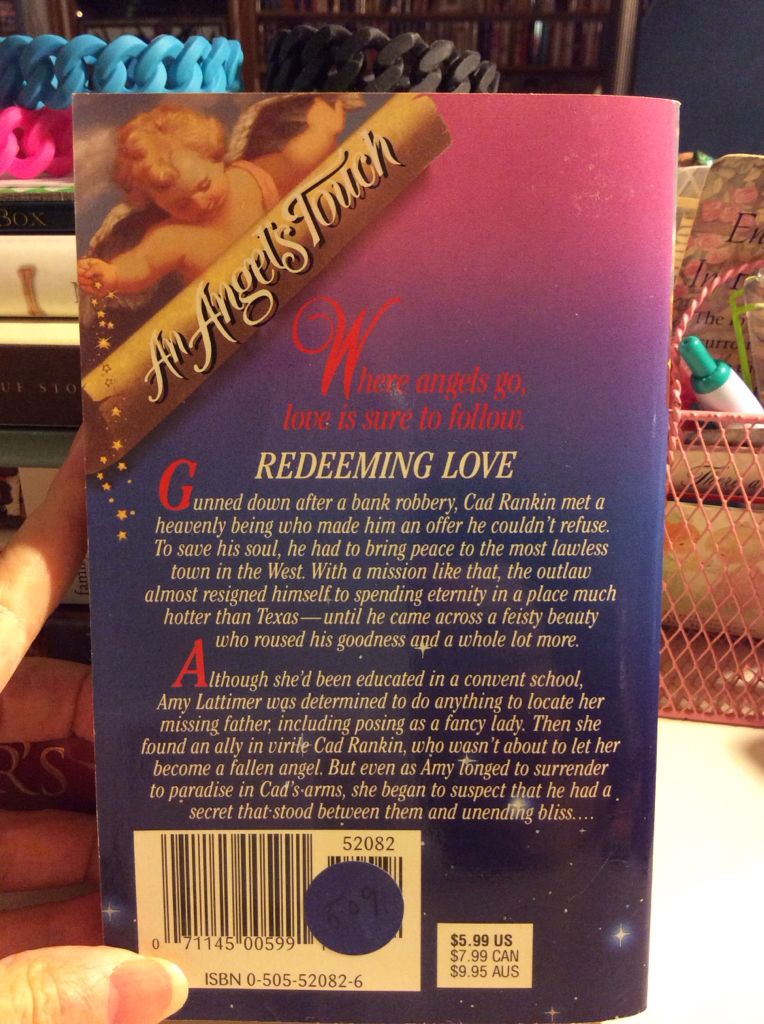 An Angel's Touch
Where angels go,
love is sure to follow.
REDEEMING LOVE
Gunned down after a bank robbery, Cad Rankin met a
heavenly being who made him an offer he couldn't refuse.
To save his soul, he had to bring peace to the most lawless
town in the West. With a mission like that, the outlaw
almost resigned himself to spending eternity in a place much
hotter than Texas—until he came across a feisty beauty
who roused his goodness and a whole lot more.
Although she'd been educated in a convent school,
Amy Lattimer was determined to do anything to locate her
missing father, including posing as a fancy lady. Then she
found an ally in virile Cad Rankin, who wasn't about to let her
become a fallen angel. But even as Amy longed to surrender
to paradise in Cad's arms, she began to suspect that he had a
secret that stood between them and unending bliss....
52082
0 71145 00599
ISBN 0-505-52082-6
$5.99 US
$7.99 CAN
$9.95 AUS
Box
The